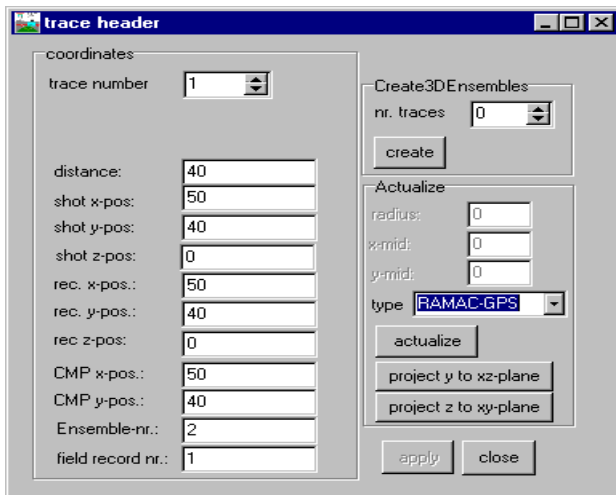 trace header
coordinates
trace number 1
distance: 40
shot x-pos: 50
shot y-pos: 40
shot z-pos: 0
rec. x-pos.: 50
rec. y-pos.: 40
rec z-pos: 0
CMP x-pos.: 50
CMP y-pos.: 40
Ensemble-nr.: 2
field record nr.: 1
Create3DEnsembles
nr. traces 0
create
Actualize
radius: 0
x-mid: 0
y-mid: 0
type RAMAC-GPS
actualize
project y to xz-plane
project z to xy-plane
apply close